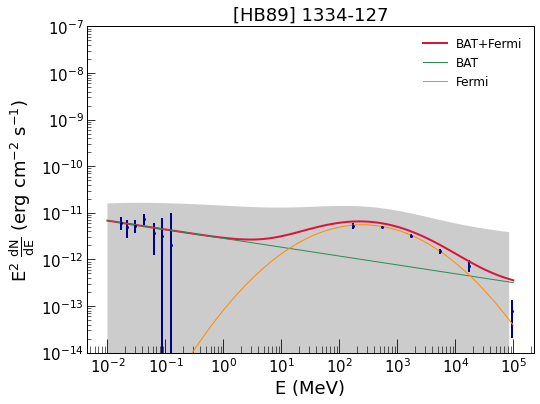 [HB89] 1334-127
E² dN/dE (erg cm⁻² s⁻¹)
10⁻⁷
10⁻⁸
10⁻⁹
10⁻¹⁰
10⁻¹¹
10⁻¹²
10⁻¹³
10⁻¹⁴
BAT+Fermi
BAT
Fermi
10⁻² 10⁻¹ 10⁰ 10¹ 10² 10³ 10⁴ 10⁵
E (MeV)